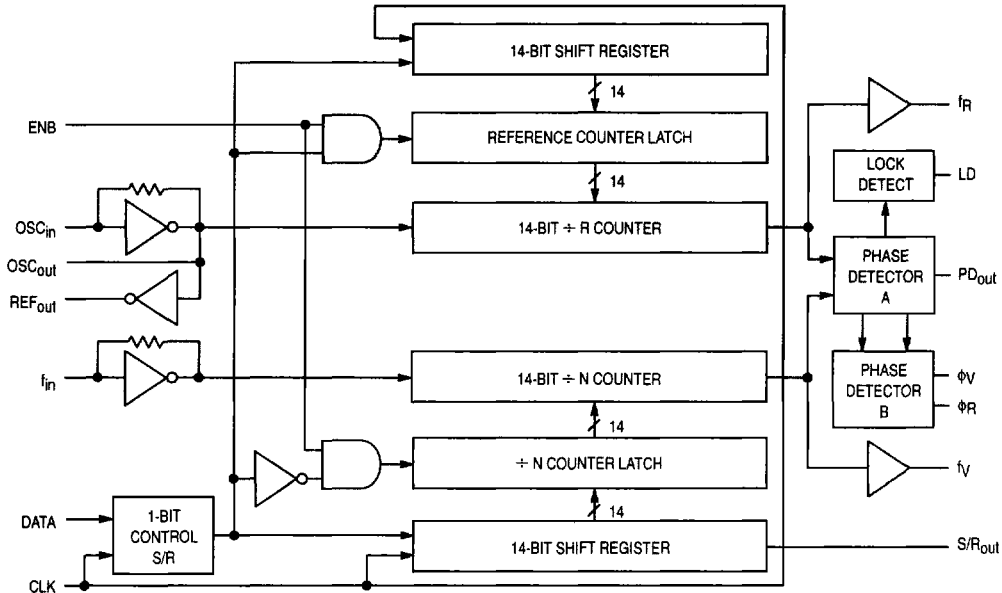 14-BIT SHIFT REGISTER
14
ENB
REFERENCE COUNTER LATCH
14
fR
LOCK
DETECT
LD
OSCin
14-BIT ÷ R COUNTER
OSCout
REFout
PHASE
DETECTOR
A
PDout
fin
14-BIT ÷ N COUNTER
PHASE
DETECTOR
B
ϕV
ϕR
14
÷ N COUNTER LATCH
fV
14
DATA
1-BIT
CONTROL
S/R
14-BIT SHIFT REGISTER
S/Rout
CLK